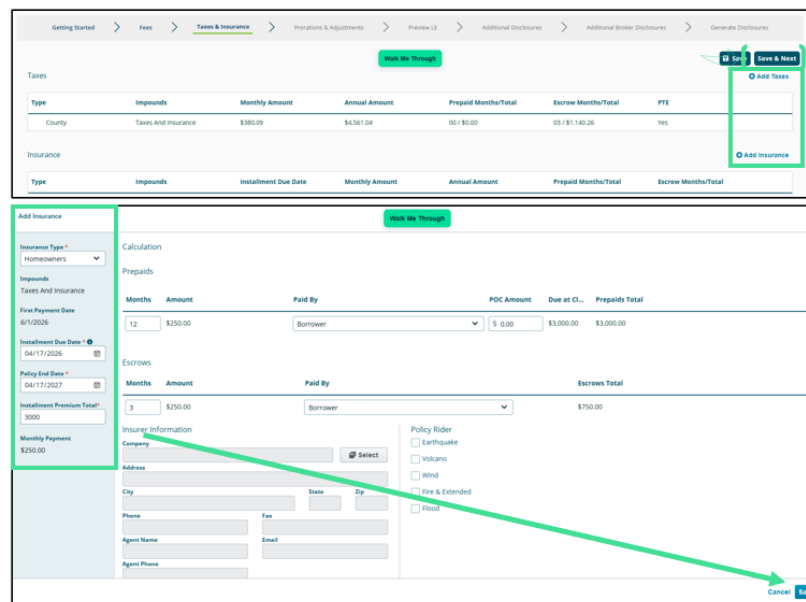 Getting Started Fees Taxes & Insurance Prorations & Adjustments Preview LE Additional Disclosures Additional Broker Disclosures Generate Disclosures
Walk Me Through
Save Save & Next
Taxes
Add Taxes
Type Impounds Monthly Amount Annual Amount Prepaid Months/Total Escrow Months/Total PTE
County Taxes And Insurance $380.09 $4,561.04 00 / $0.00 03 / $1,140.26 Yes
Insurance
Add Insurance
Type Impounds Installment Due Date Monthly Amount Annual Amount Prepaid Months/Total Escrow Months/Total
Add Insurance
Walk Me Through
Insurance Type *
Homeowners
Impounds
Taxes And Insurance
First Payment Date
6/1/2026
Installment Due Date *
04/17/2026
Policy End Date *
04/17/2027
Installment Premium Total*
3000
Monthly Payment
$250.00
Calculation
Prepaids
Months Amount Paid By POC Amount Due at Cl... Prepaids Total
12 $250.00 Borrower $ 0.00 $3,000.00 $3,000.00
Escrows
Months Amount Paid By Escrows Total
3 $250.00 Borrower $750.00
Insurer Information
Company
Select
Address
City State Zip
Phone Fax
Agent Name Email
Agent Phone
Policy Rider
Earthquake
Volcano
Wind
Fire & Extended
Flood
Cancel